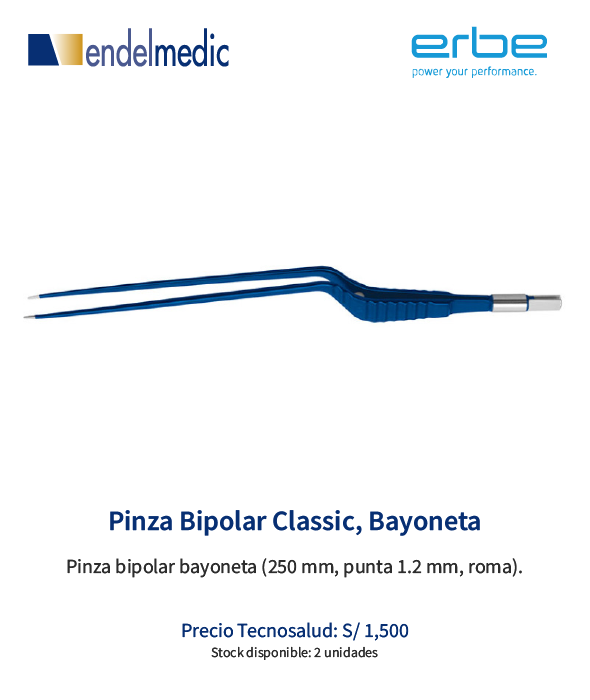 endelmedic
erbe
power your performance.
Pinza Bipolar Classic, Bayoneta
Pinza bipolar bayoneta (250 mm, punta 1.2 mm, roma).
Precio Tecnosalud: S/ 1,500
Stock disponible: 2 unidades